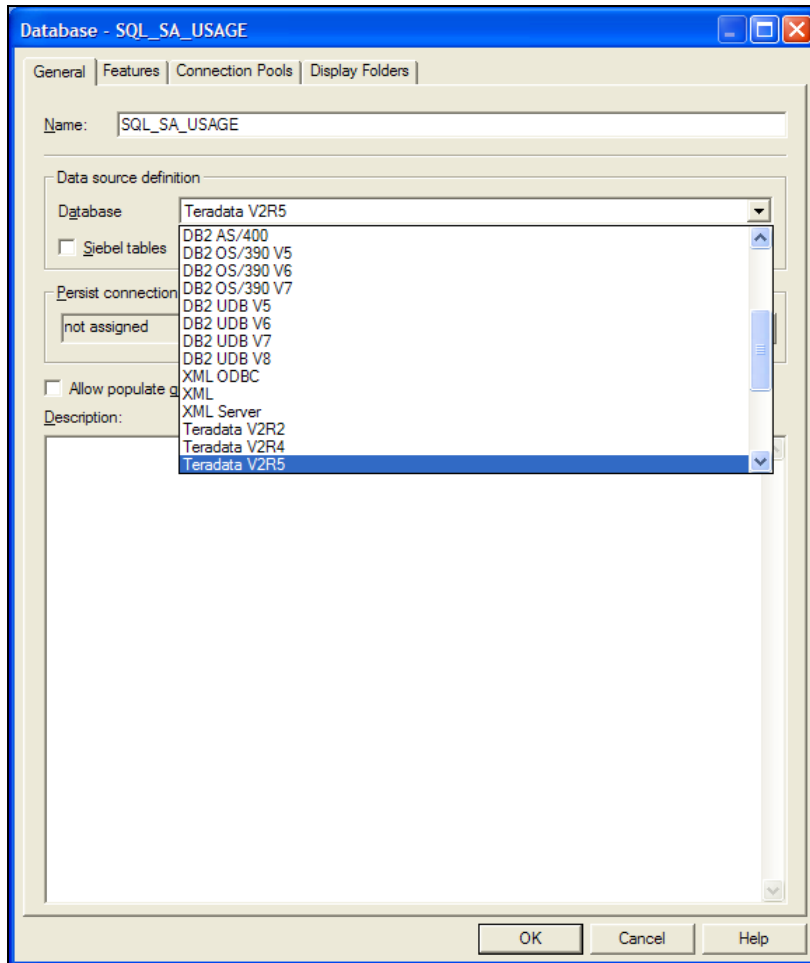 Database - SQL_SA_USAGE
General Features Connection Pools Display Folders
Name: SQL_SA_USAGE
Data source definition
Database Teradata V2R5
Siebel tables
DB2 AS/400
DB2 OS/390 V5
DB2 OS/390 V6
DB2 OS/390 V7
DB2 UDB V5
DB2 UDB V6
DB2 UDB V7
DB2 UDB V8
XML ODBC
XML
XML Server
Teradata V2R2
Teradata V2R4
Teradata V2R5
Persist connection
not assigned
Allow populate q
Description:
OK Cancel Help